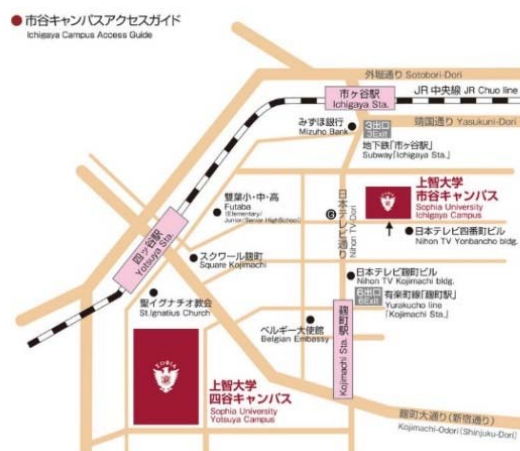 市谷キャンパスアクセスガイド
Ichigaya Campus Access Guide
外堀通り Sotobori-Dori
市ヶ谷駅
Ichigaya Sta.
JR 中央線 JR Chuo line
みずほ銀行
Mizuho Bank
3出口
3Exit
靖国通り Yasukuni-Dori
地下鉄「市ヶ谷駅」
Subway「Ichigaya Sta.」
雙葉小・中・高
Futaba
(Elementary/
Junior/Senior HighSchool)
日本テレビ通り
Nihon TV-Dori
G
上智大学
市谷キャンパス
Sophia University
Ichigaya Campus
四ッ谷駅
Yotsuya Sta.
日本テレビ四番町ビル
Nihon TV Yonbancho bldg.
スクワール麹町
Square Kojimachi
日本テレビ麹町ビル
Nihon TV Kojimachi bldg.
聖イグナチオ教会
St.Ignatius Church
6出口
6Exit
有楽町線「麹町駅」
Yurakucho line
「Kojimachi Sta.」
ベルギー大使館
Belgian Embassy
麹町駅
Kojimachi Sta.
上智大学
四谷キャンパス
Sophia University
Yotsuya Campus
麹町大通り(新宿通り)
Kojimachi-Odori(Shinjuku-Dori)